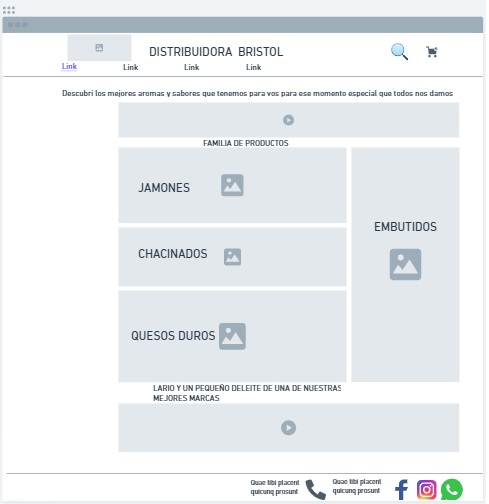 DISTRIBUIDORA BRISTOL
Link
Link
Link
Link
Descubri los mejores aromas y sabores que tenemos para vos para ese momento especial que todos nos damos
FAMILIA DE PRODUCTOS
JAMONES
EMBUTIDOS
CHACINADOS
QUESOS DUROS
LARIO Y UN PEQUEÑO DELEITE DE UNA DE NUESTRAS
MEJORES MARCAS
Quae tibi placent
quicunq prosunt
Quae tibi placent
quicunq prosunt